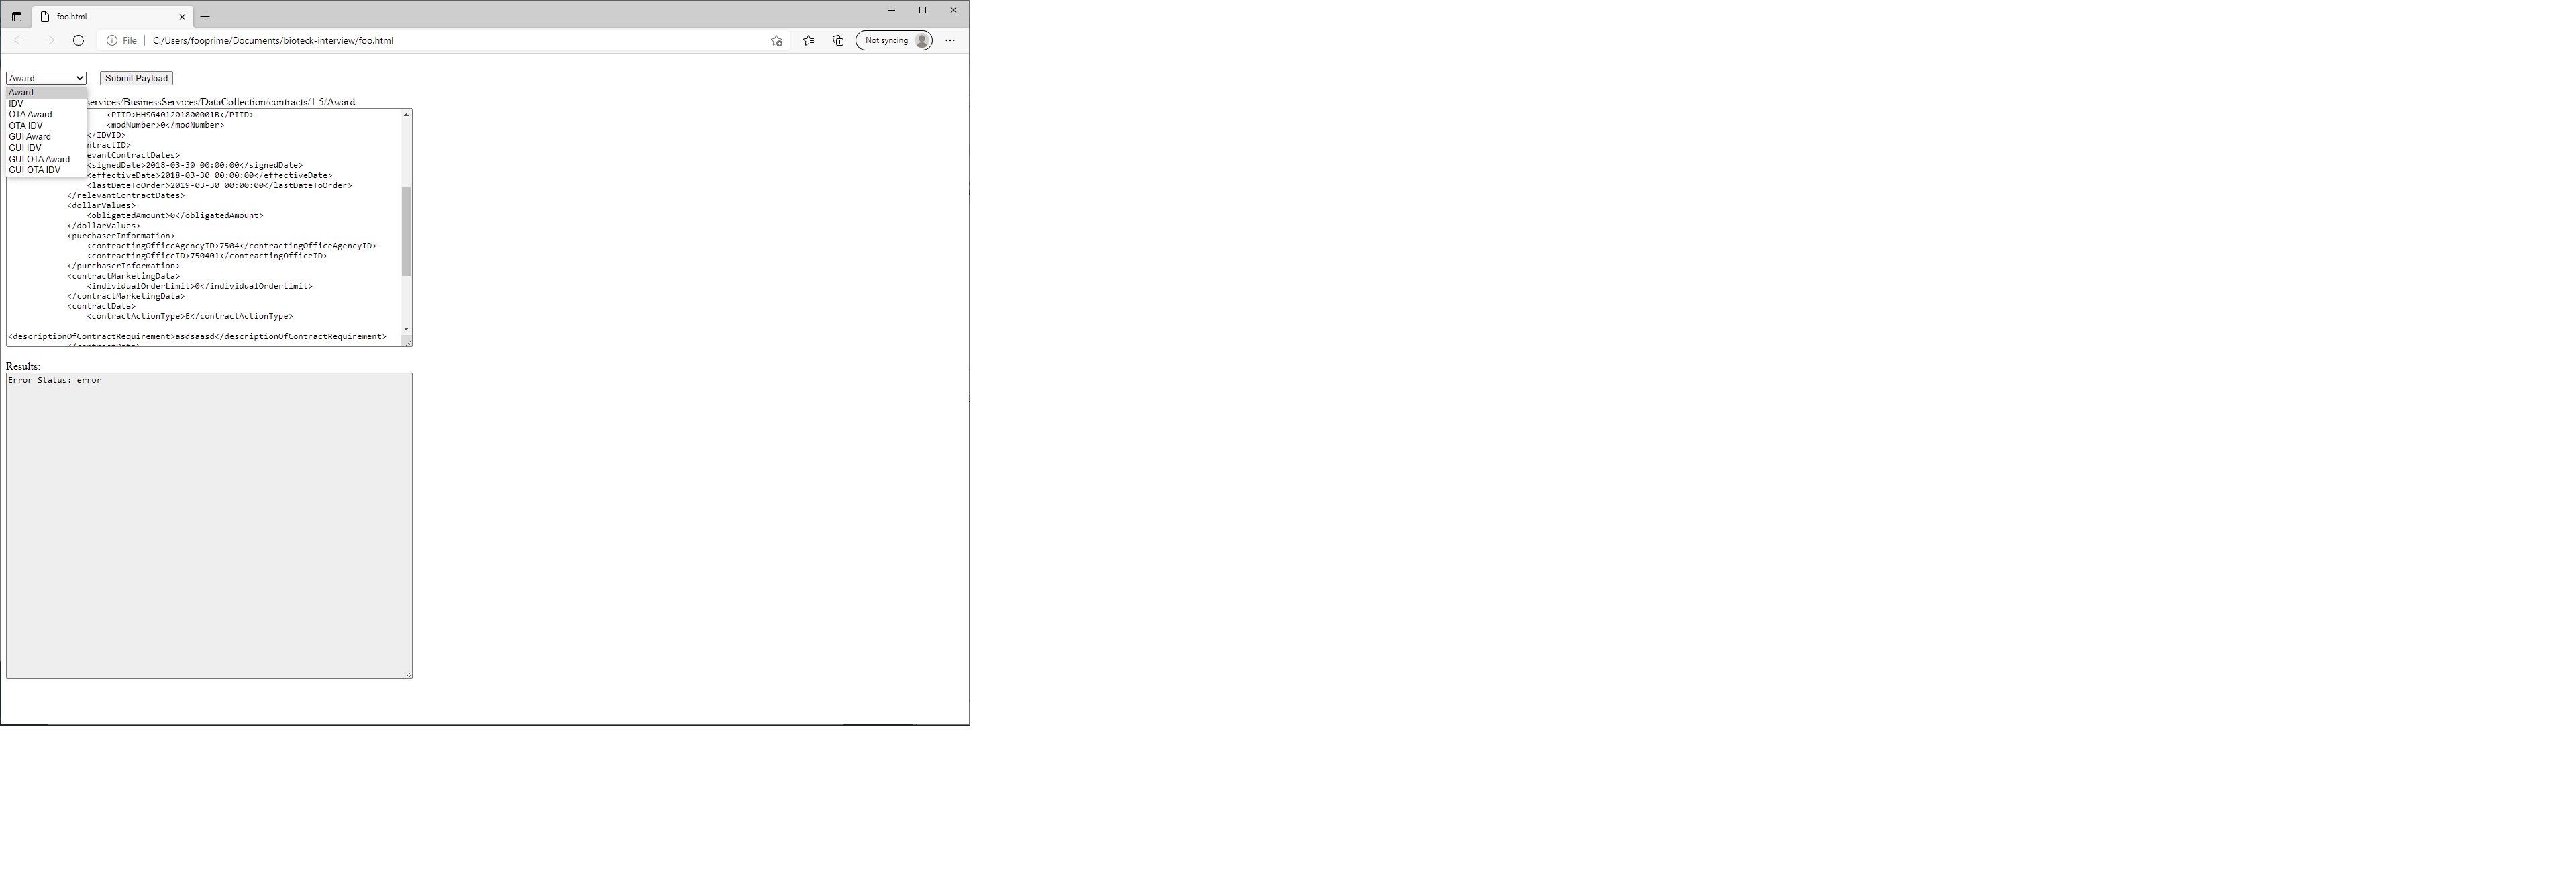 foo.html
File
C:/Users/fooprime/Documents/bioteck-interview/foo.html
Not syncing
Award
Submit Payload
Award
IDV
OTA Award
OTA IDV
GUI Award
GUI IDV
GUI OTA Award
GUI OTA IDV
services/BusinessServices/DataCollection/contracts/1.5/Award
<PIID>HHSG401201800001B</PIID>
<modNumber>0</modNumber>
</IDVID>
ntractID>
evantContractDates>
<signedDate>2018-03-30 00:00:00</signedDate>
<effectiveDate>2018-03-30 00:00:00</effectiveDate>
<lastDateToOrder>2019-03-30 00:00:00</lastDateToOrder>
</relevantContractDates>
<dollarValues>
<obligatedAmount>0</obligatedAmount>
</dollarValues>
<purchaserInformation>
<contractingOfficeAgencyID>7504</contractingOfficeAgencyID>
<contractingOfficeID>750401</contractingOfficeID>
</purchaserInformation>
<contractMarketingData>
<individualOrderLimit>0</individualOrderLimit>
</contractMarketingData>
<contractData>
<contractActionType>E</contractActionType>
<descriptionOfContractRequirement>asdsaasd</descriptionOfContractRequirement>
</contractData>
Results:
Error Status: error